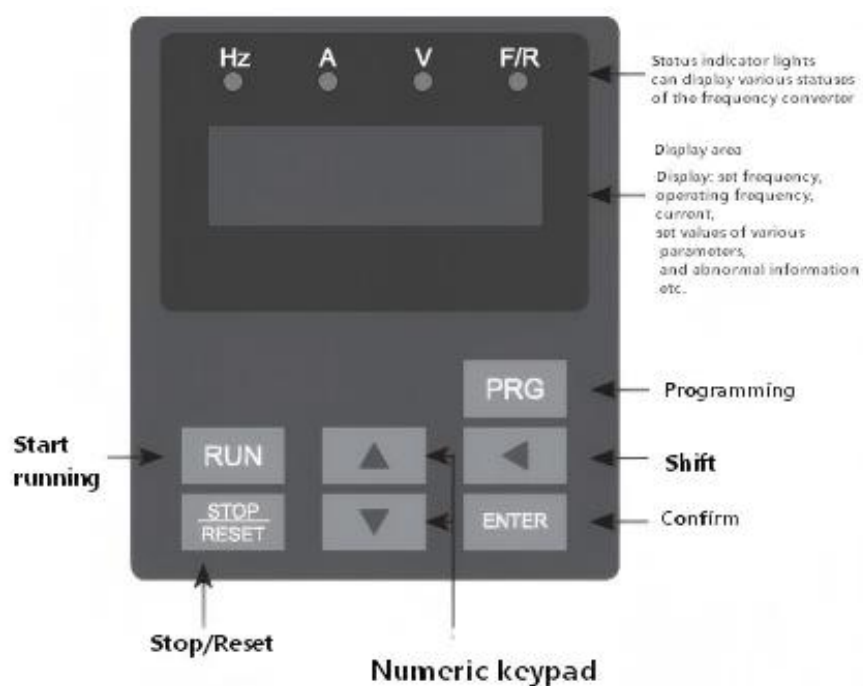 Hz A V F/R
Status indicator lights
can display various statuses
of the frequency converter
Display area
Display: set frequency,
operating frequency,
current,
set values of various
parameters,
and abnormal information
etc.
PRG
Programming
Start
running
RUN
Shift
STOP
RESET
ENTER
Confirm
Stop/Reset
Numeric keypad